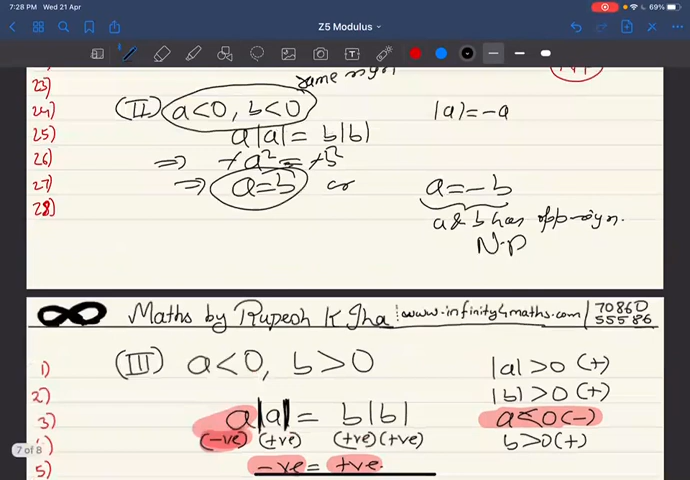 7:28 PM Wed 21 Apr
69%
Z5 Modulus
23)
same sign
24) (II) a<0, b<0 |a|=-a
25) a|a| = b|b|
26) ⇒ -a² = -b²
27) ⇒ a=b or a=-b
28) a & b has opp sign.
N.P
Maths by Rupesh K Jha www.infinity4maths.com 70860 55586
(III) a<0, b>0
1) |a| >0 (+)
2) |b| >0 (+)
3) a|a| = b|b| a<0 (-)
(-ve) (+ve) (+ve) (+ve) b>0 (+)
5) -ve = +ve
7 of 8